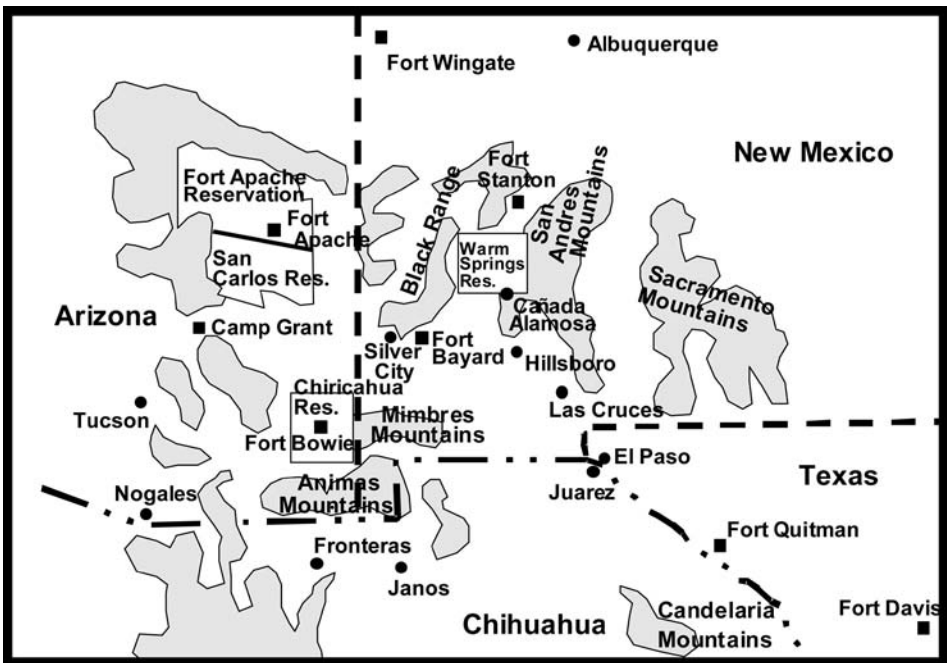 Albuquerque
Fort Wingate
New Mexico
Fort
Stanton
Fort Apache
Reservation
Fort
Apache
San
Carlos Res.
Black Range
San
Andres
Mountains
Warm
Springs
Res.
Sacramento
Mountains
Arizona
Camp Grant
Cañada
Alamosa
Silver
City
Fort
Bayard
Hillsboro
Chiricahua
Res.
Fort Bowie
Mimbres
Mountains
Las Cruces
Tucson
El Paso
Juarez
Texas
Nogales
Animas
Mountains
Fort Quitman
Fronteras
Janos
Chihuahua
Candelaria
Mountains
Fort Davis